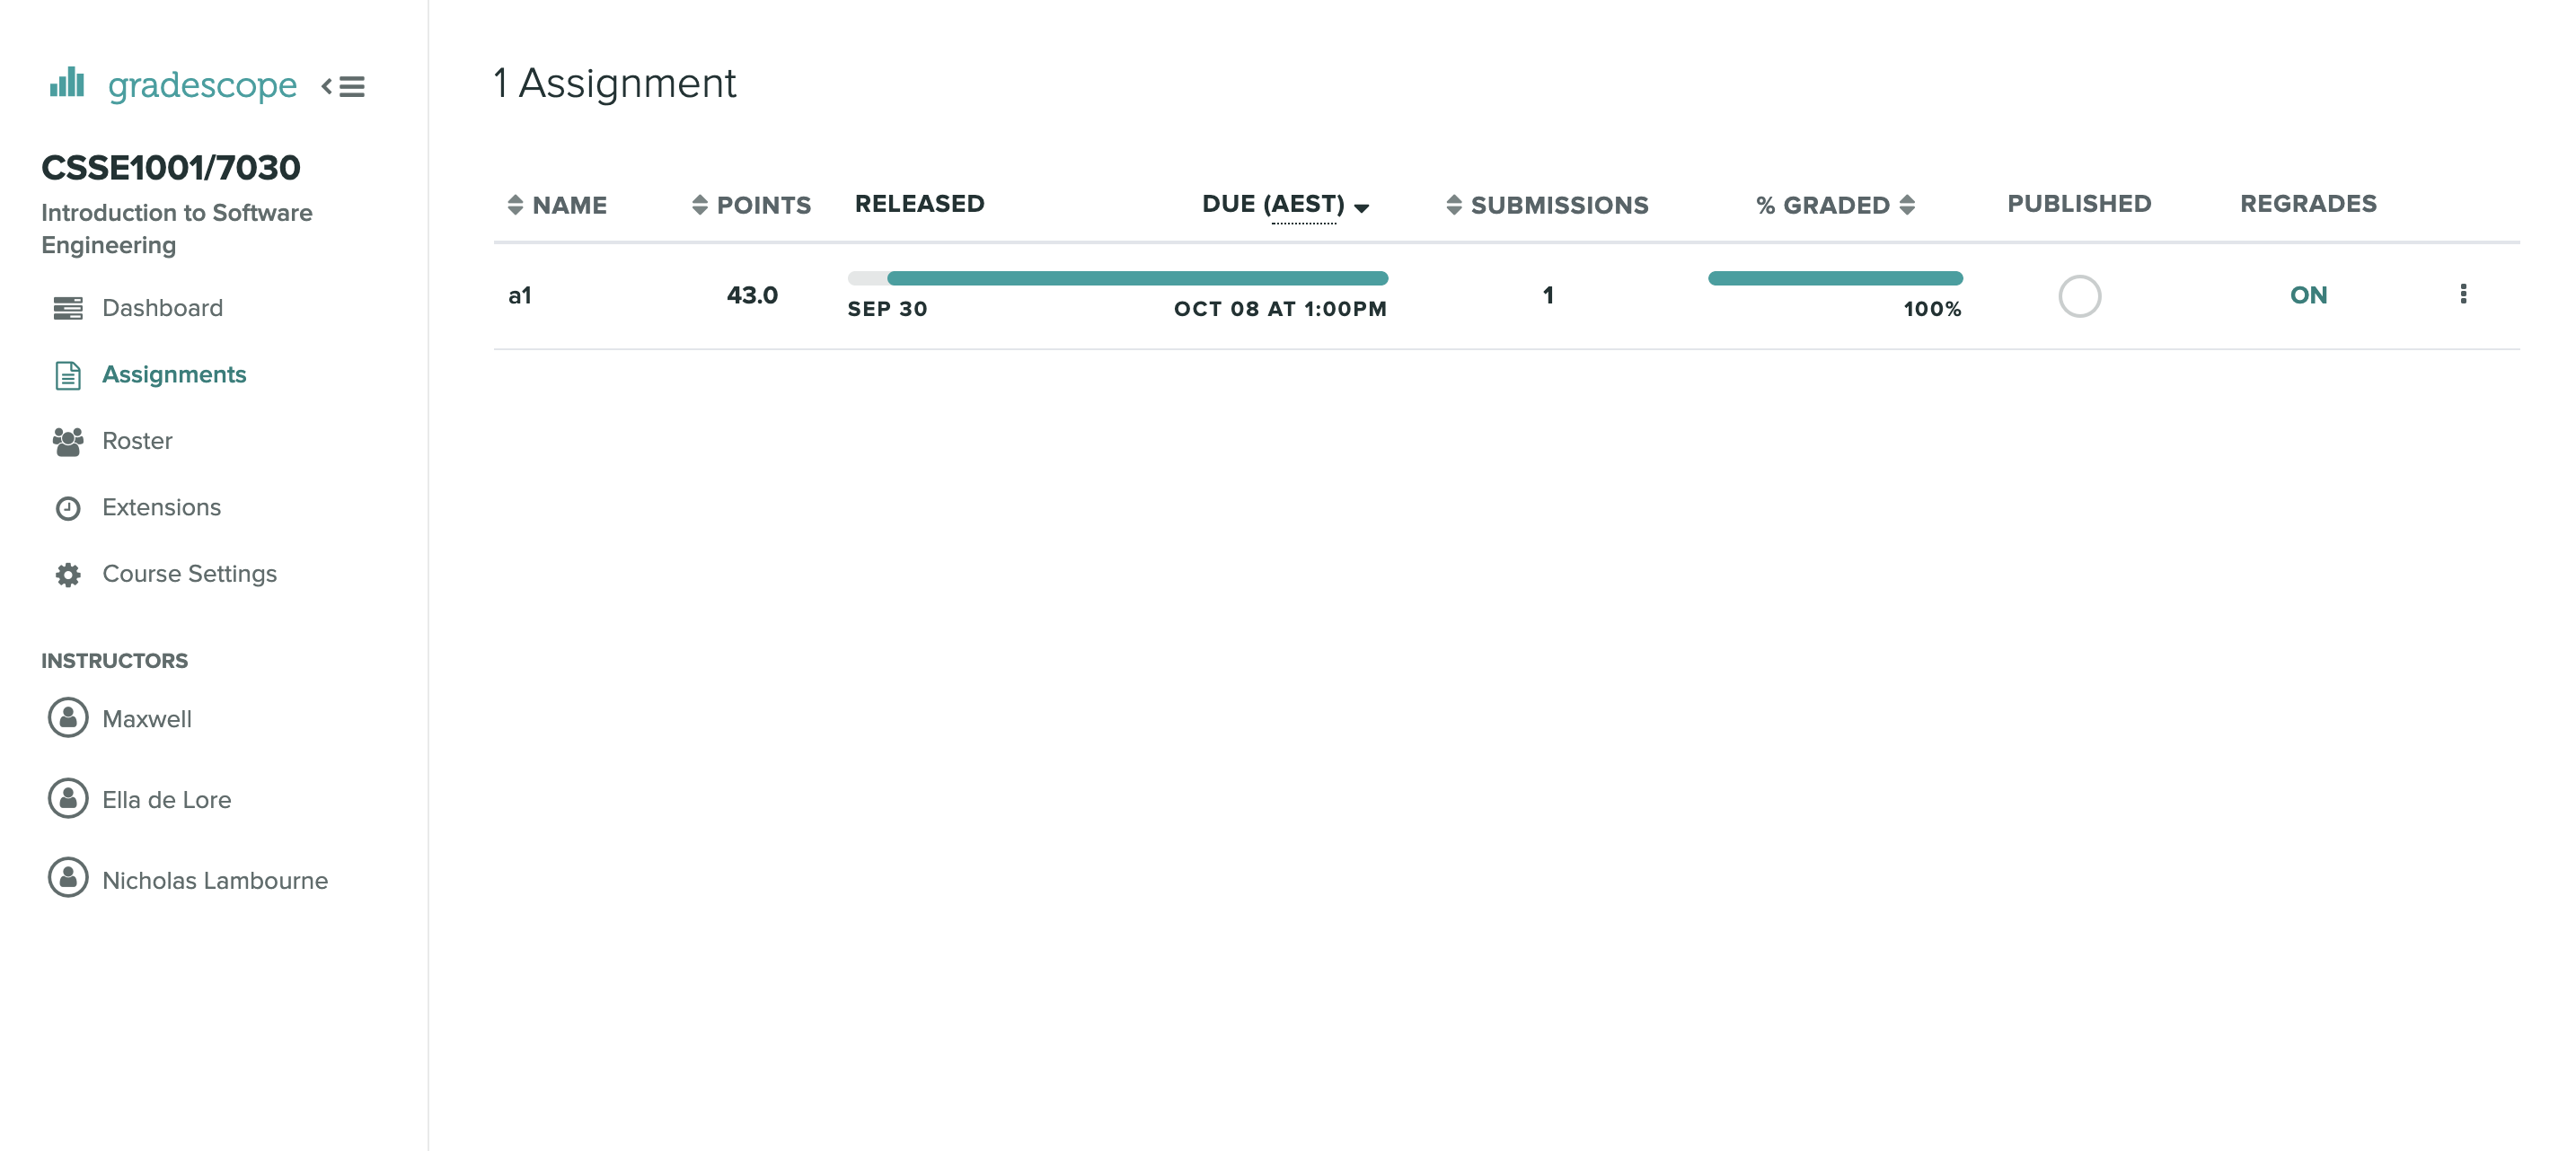 gradescope
CSSE1001/7030
Introduction to Software
Engineering
Dashboard
Assignments
Roster
Extensions
Course Settings
INSTRUCTORS
Maxwell
Ella de Lore
Nicholas Lambourne
1 Assignment
NAME POINTS RELEASED DUE (AEST) SUBMISSIONS % GRADED PUBLISHED REGRADES
a1 43.0 SEP 30 OCT 08 AT 1:00PM 1 100% ON